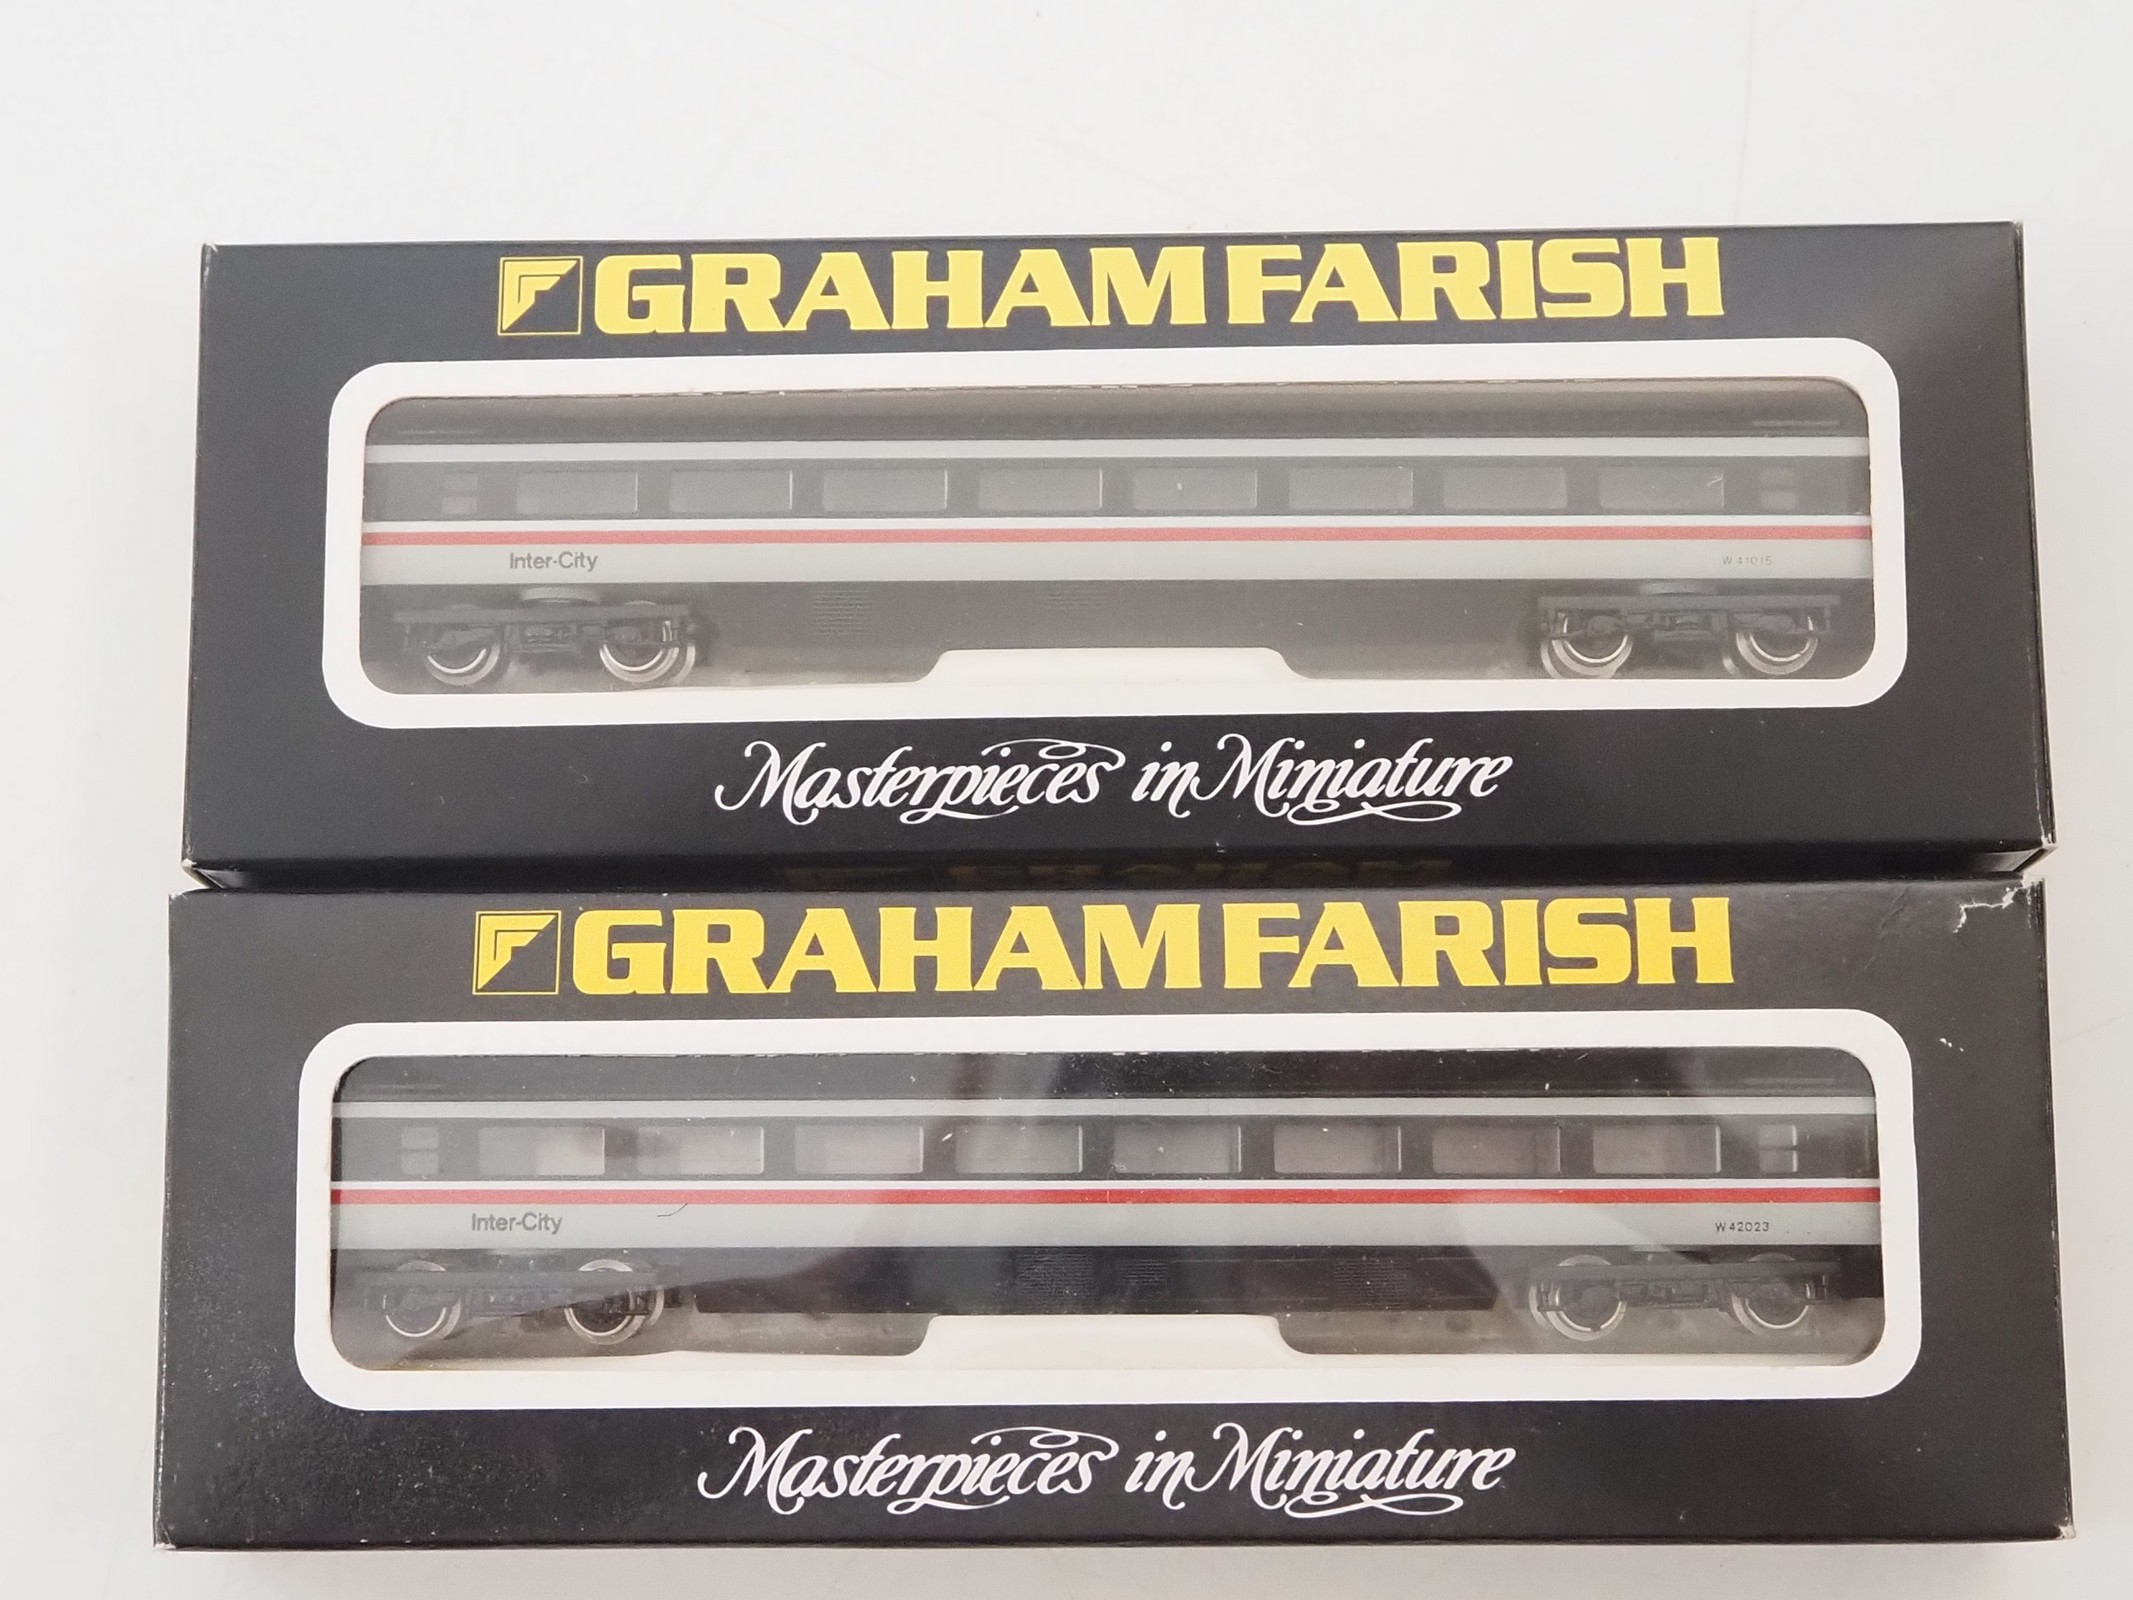 GRAHAM FARISH
Inter-City
W 41015
Masterpieces in Miniature
GRAHAM FARISH
Inter-City
W 42023
Masterpieces in Miniature